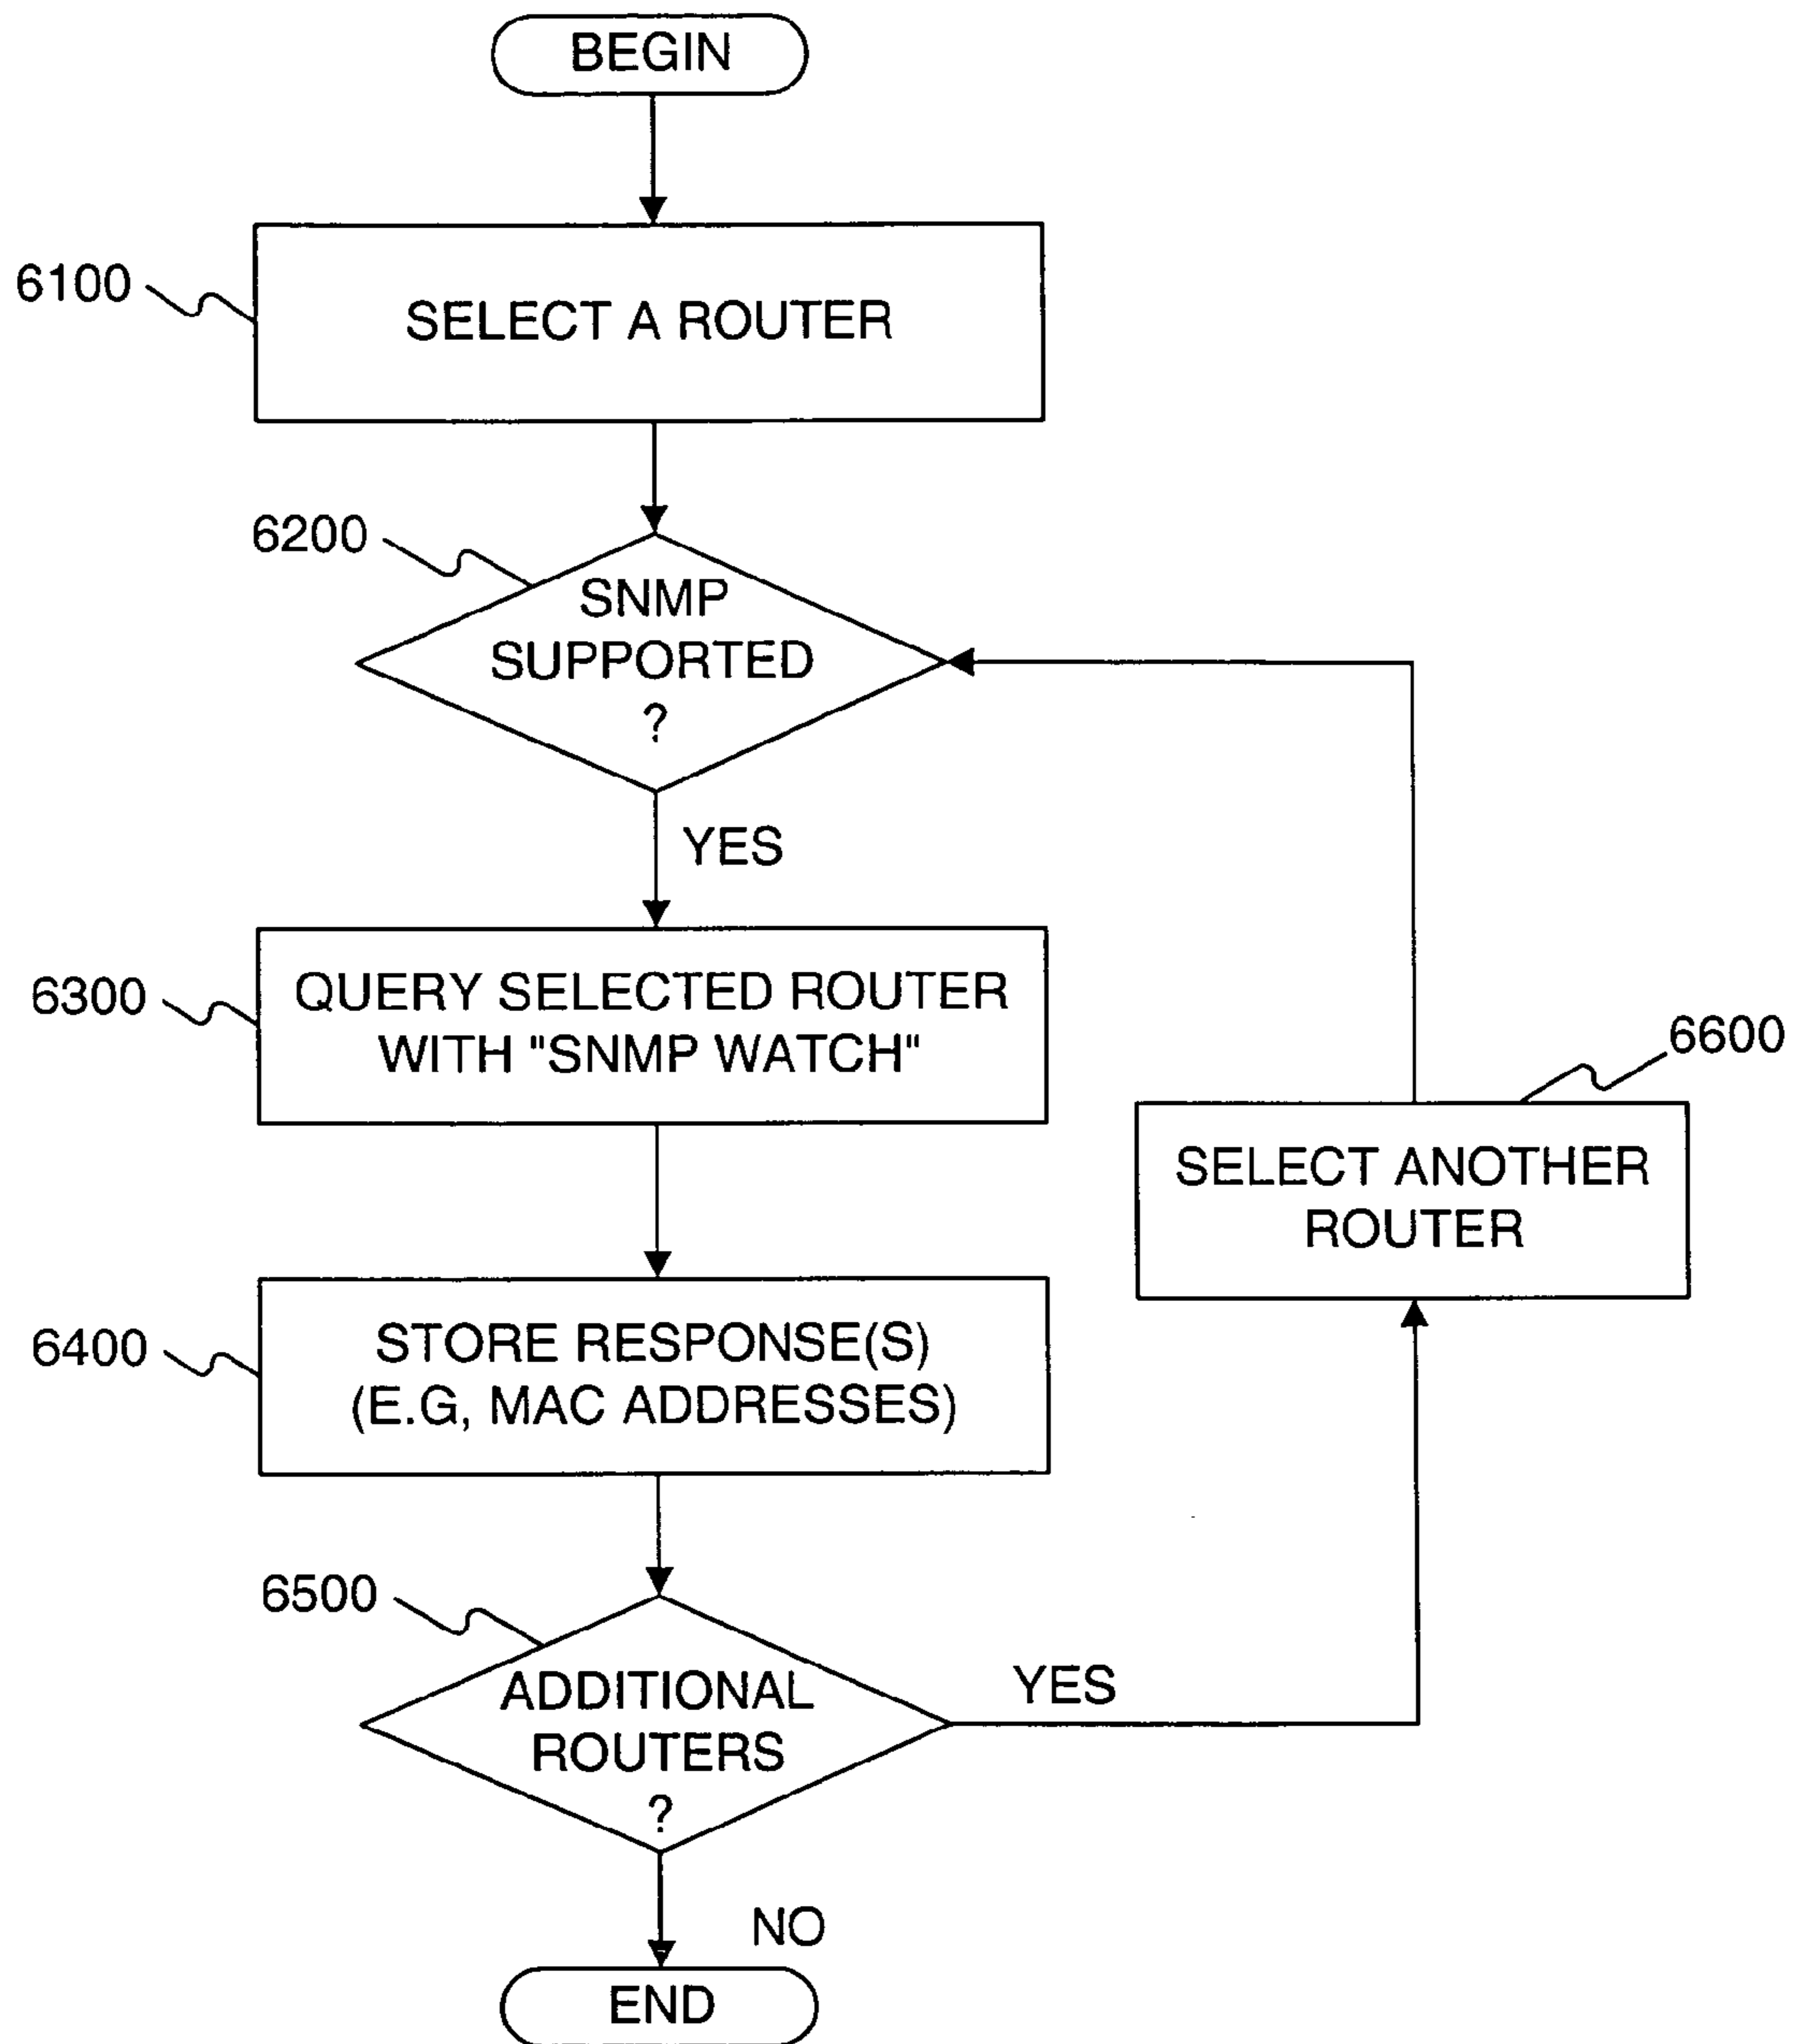 BEGIN
6100
SELECT A ROUTER
6200
SNMP
SUPPORTED
?
YES
6300
QUERY SELECTED ROUTER
WITH "SNMP WATCH"
6600
SELECT ANOTHER
ROUTER
6400
STORE RESPONSE(S)
(E.G, MAC ADDRESSES)
6500
ADDITIONAL
ROUTERS
?
YES
NO
END